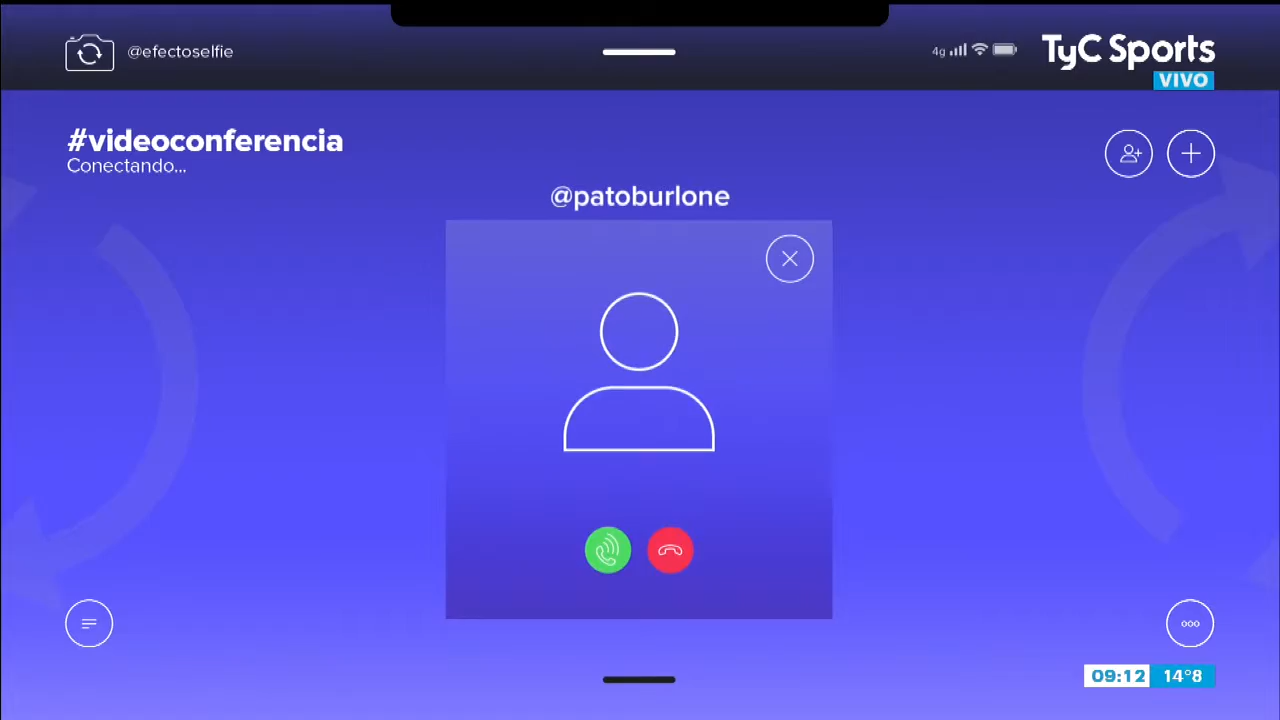 @efectoselfie
4g
TyC Sports
VIVO
#videoconferencia
Conectando...
@patoburlone
09:12 14°8